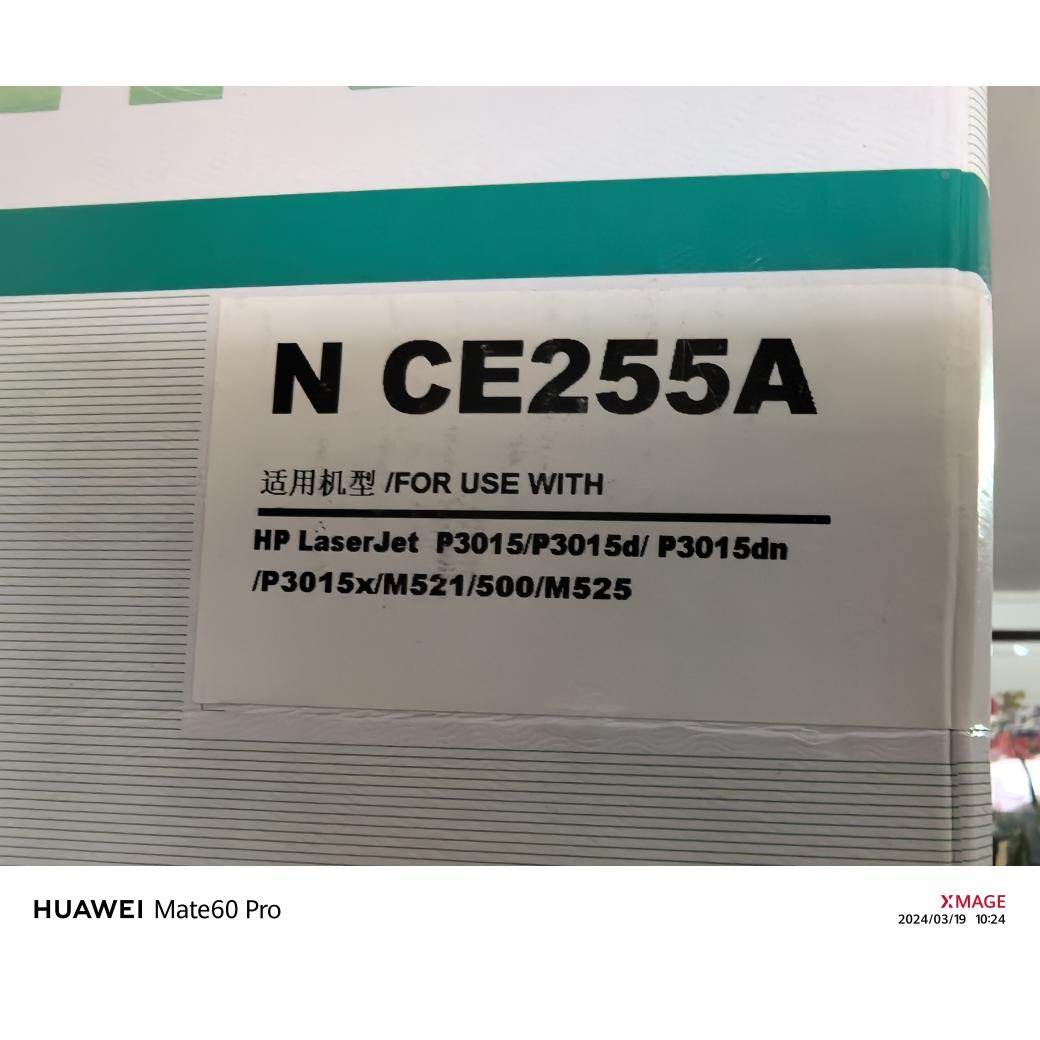 N CE255A
适用机型 /FOR USE WITH
HP LaserJet P3015/P3015d/ P3015dn
/P3015x/M521/500/M525
HUAWEI Mate60 Pro
XMAGE
2024/03/19 10:24